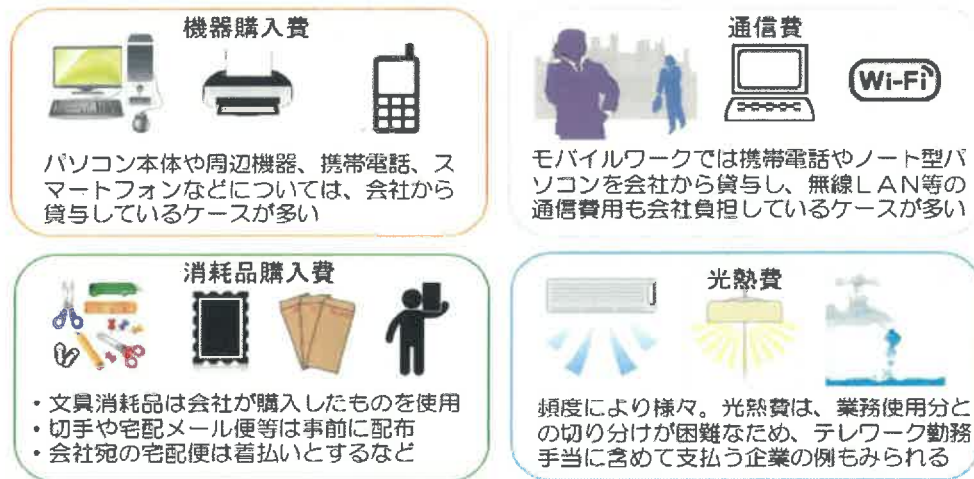 機器購入費
パソコン本体や周辺機器、携帯電話、ス
マートフォンなどについては、会社から
貸与しているケースが多い
通信費
Wi-Fi
モバイルワークでは携帯電話やノート型パ
ソコンを会社から貸与し、無線ＬＡＮ等の
通信費用も会社負担しているケースが多い
消耗品購入費
・文具消耗品は会社が購入したものを使用
・切手や宅配メール便等は事前に配布
・会社宛の宅配便は着払いとするなど
光熱費
頻度により様々。光熱費は、業務使用分と
の切り分けが困難なため、テレワーク勤務
手当に含めて支払う企業の例もみられる